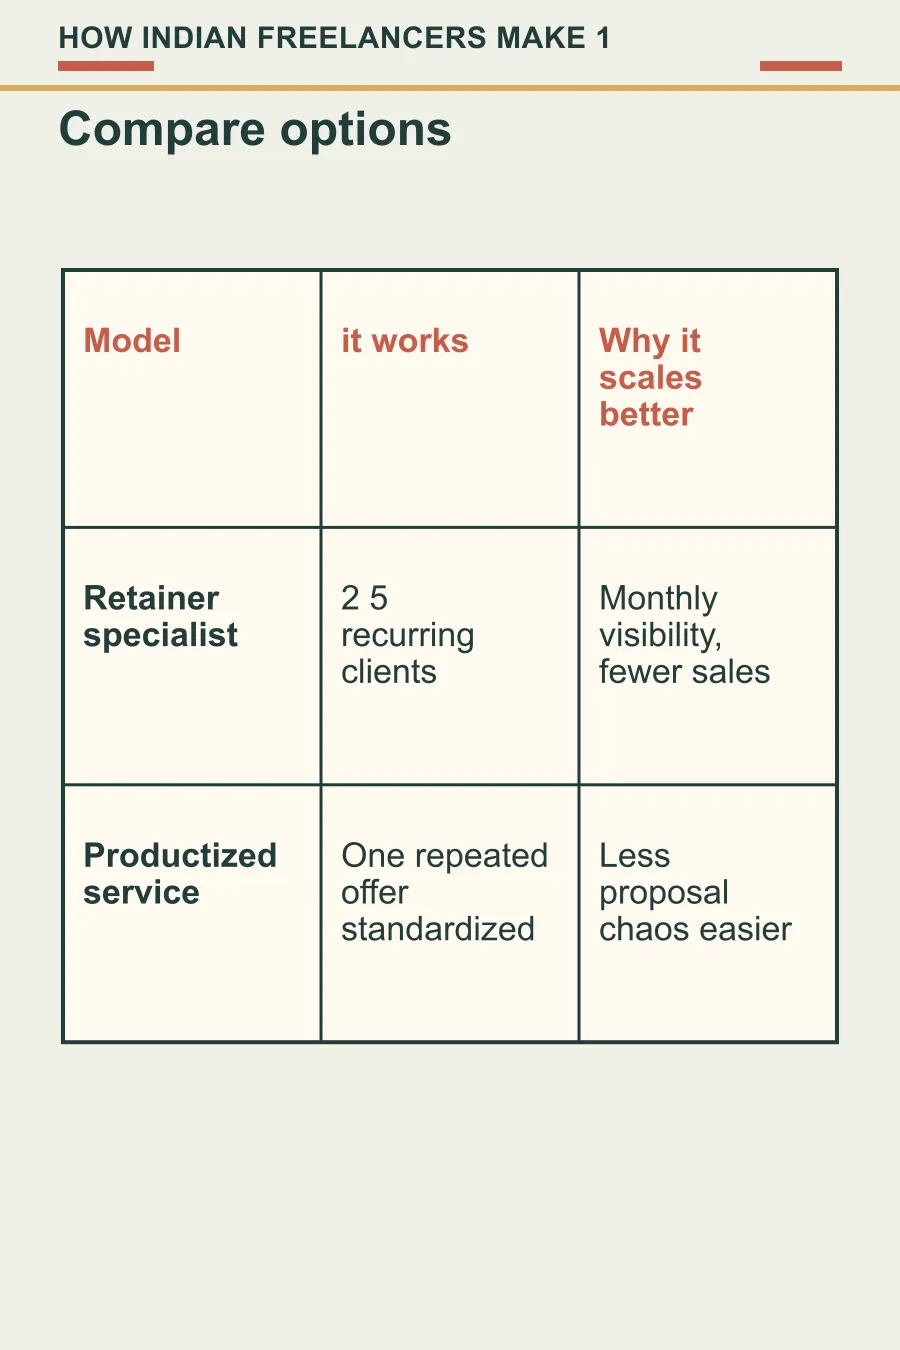 HOW INDIAN FREELANCERS MAKE 1
Compare options
Model
it works
Why it
scales
better
Retainer
specialist
2 5
recurring
clients
Monthly
visibility,
fewer sales
Productized
service
One repeated
offer
standardized
Less
proposal
chaos easier